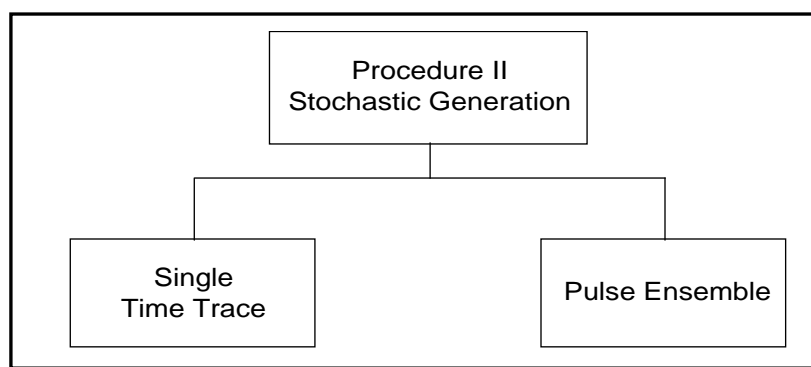 Procedure II
Stochastic Generation
Single
Time Trace
Pulse Ensemble